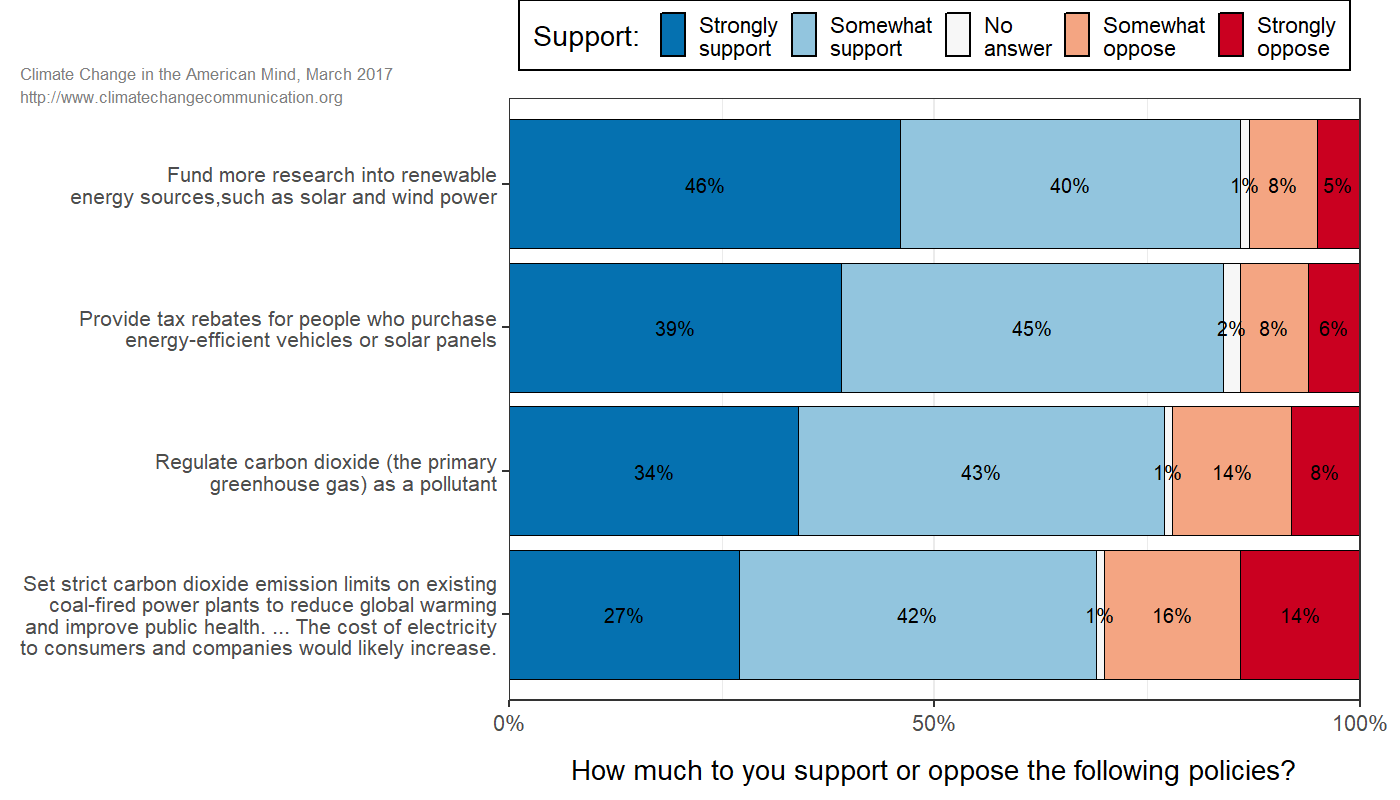 Support:
Strongly
support
Somewhat
support
No
answer
Somewhat
oppose
Strongly
oppose
Climate Change in the American Mind, March 2017
http://www.climatechangecommunication.org
Fund more research into renewable
energy sources,such as solar and wind power
46% 40% 1% 8% 5%
Provide tax rebates for people who purchase
energy-efficient vehicles or solar panels
39% 45% 2% 8% 6%
Regulate carbon dioxide (the primary
greenhouse gas) as a pollutant
34% 43% 1% 14% 8%
Set strict carbon dioxide emission limits on existing
coal-fired power plants to reduce global warming
and improve public health. ... The cost of electricity
to consumers and companies would likely increase.
27% 42% 1% 16% 14%
0% 50% 100%
How much to you support or oppose the following policies?